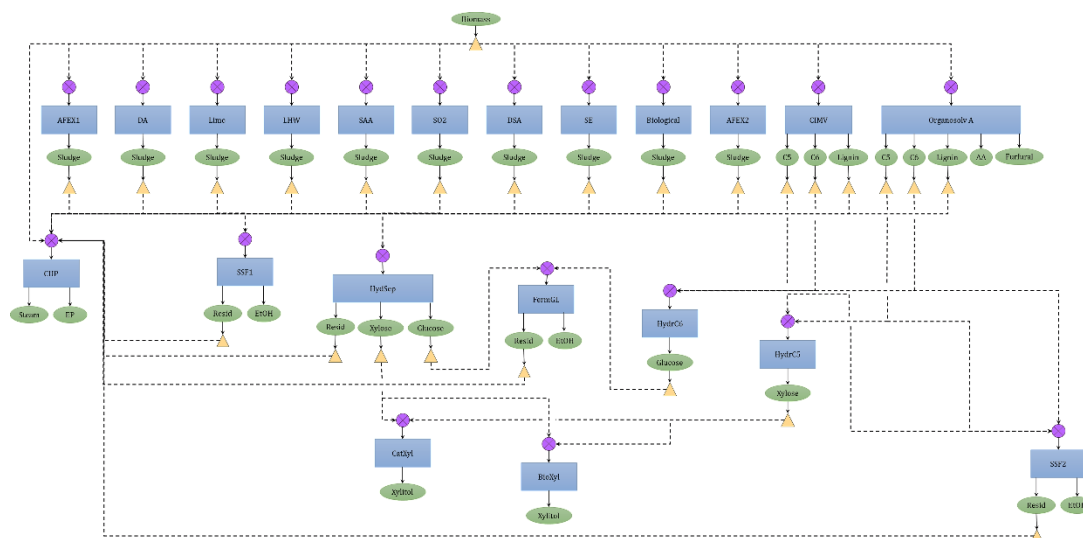 Biomass
AFEX1
DA
Lime
LHW
SAA
SO2
DSA
SE
Biological
AFEX2
CIMV
Organosolv A
Sludge
Sludge
Sludge
Sludge
Sludge
Sludge
Sludge
Sludge
Sludge
Sludge
C5
C6
Lignin
C5
C6
Lignin
AA
Furfural
CHP
SSF1
HydSep
FermGL
HydrC6
HydrC5
Steam
EP
Resid
EtOH
Resid
Xylose
Glucose
Resid
EtOH
Glucose
Xylose
CatXyl
BioXyl
SSF2
Xylitol
Xylitol
Resid
EtOH